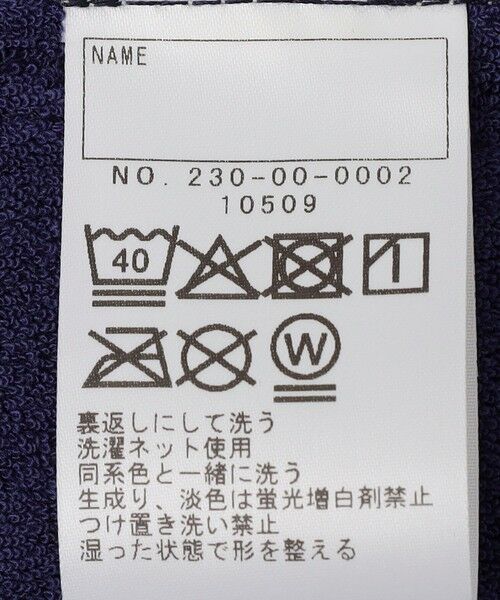 NAME
NO. 230-00-0002
10509
40
W
裏返しにして洗う
洗濯ネット使用
同系色と一緒に洗う
生成り、淡色は蛍光増白剤禁止
つけ置き洗い禁止
湿った状態で形を整える